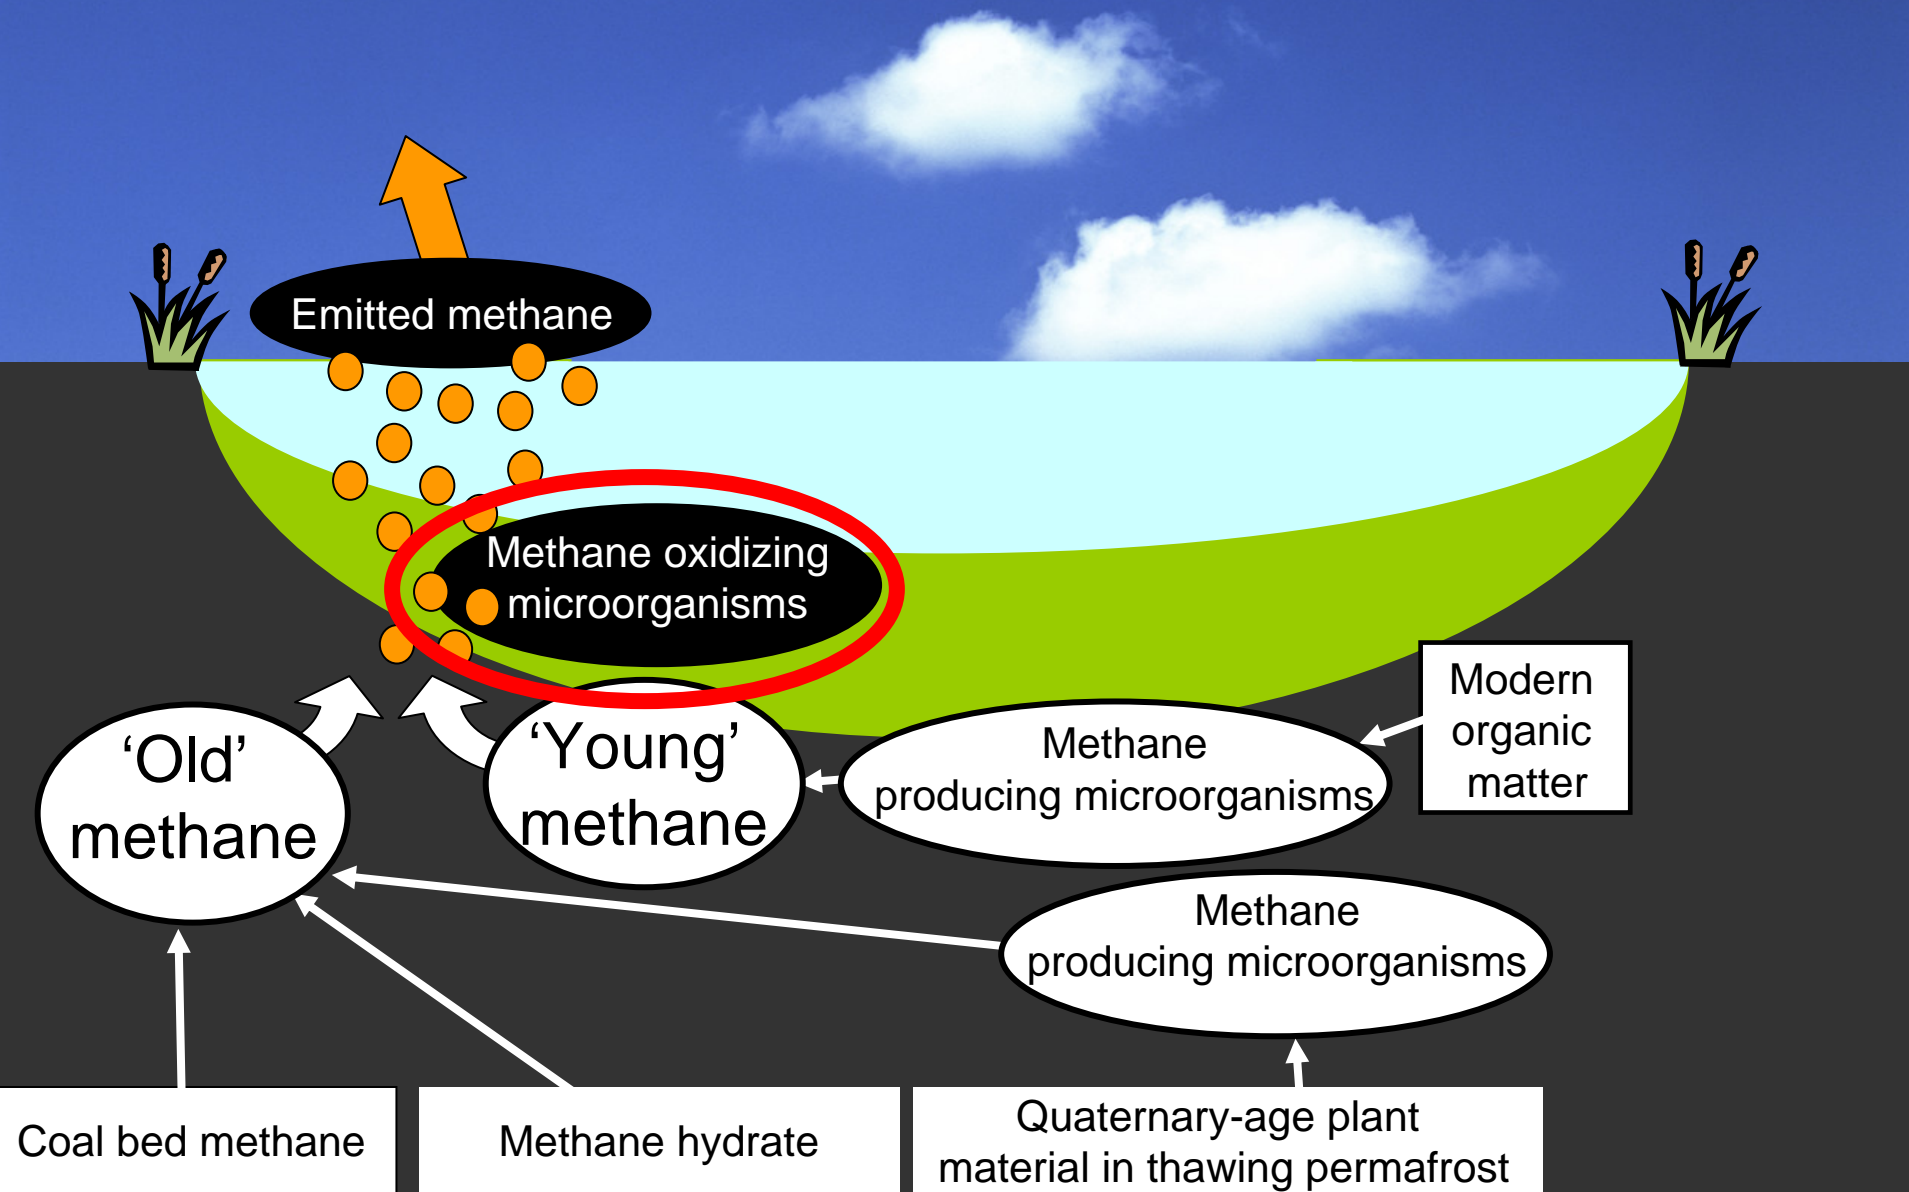 Emitted methane
Methane oxidizing
microorganisms
‘Old’
methane
‘Young’
methane
Methane
producing microorganisms
Modern
organic
matter
Methane
producing microorganisms
Coal bed methane
Methane hydrate
Quaternary-age plant
material in thawing permafrost